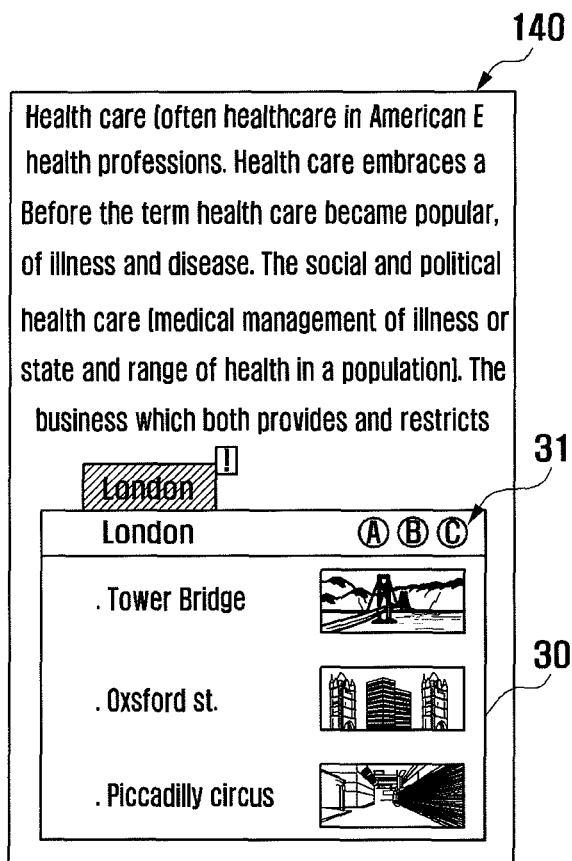 140
Health care (often healthcare in American E
health professions. Health care embraces a
Before the term health care became popular,
of illness and disease. The social and political
health care (medical management of illness or
state and range of health in a population). The
business which both provides and restricts
!
London
31
London A B C
. Tower Bridge
30
. Oxsford st.
. Piccadilly circus